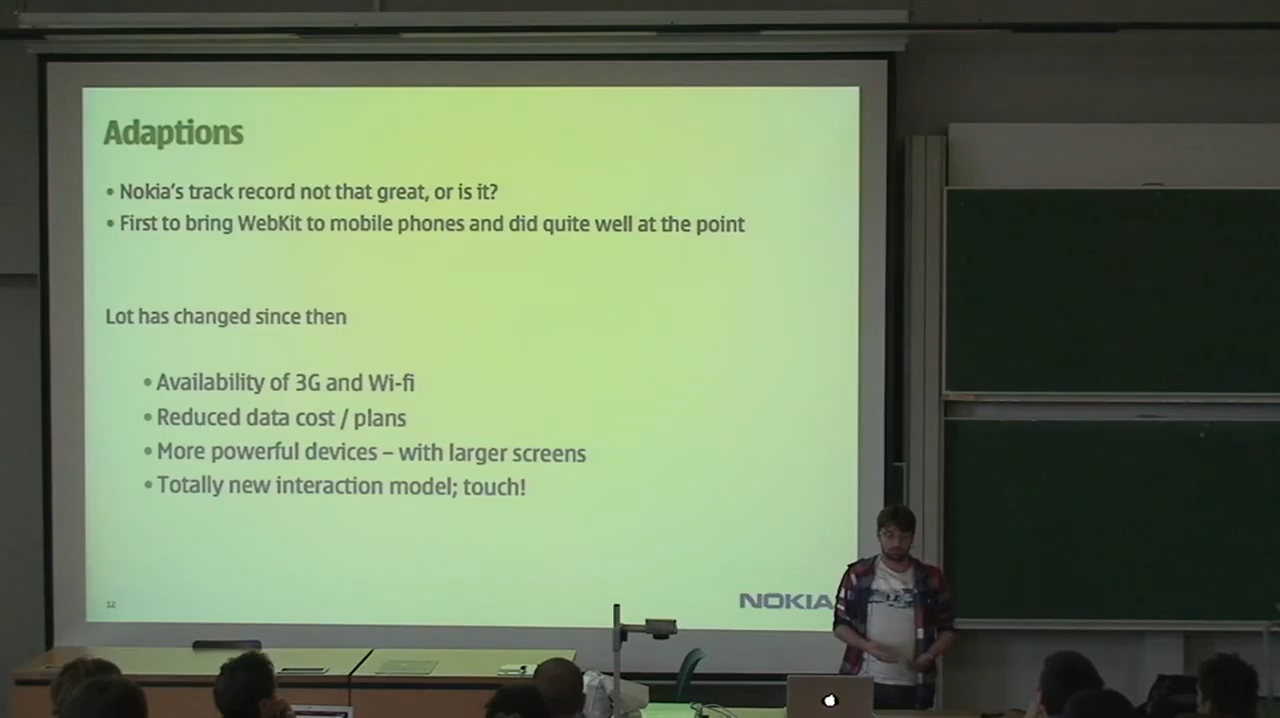 Adaptions
• Nokia's track record not that great, or is it?
• First to bring WebKit to mobile phones and did quite well at the point
Lot has changed since then
• Availability of 3G and Wi-fi
• Reduced data cost / plans
• More powerful devices – with larger screens
• Totally new interaction model; touch!
12
NOKIA